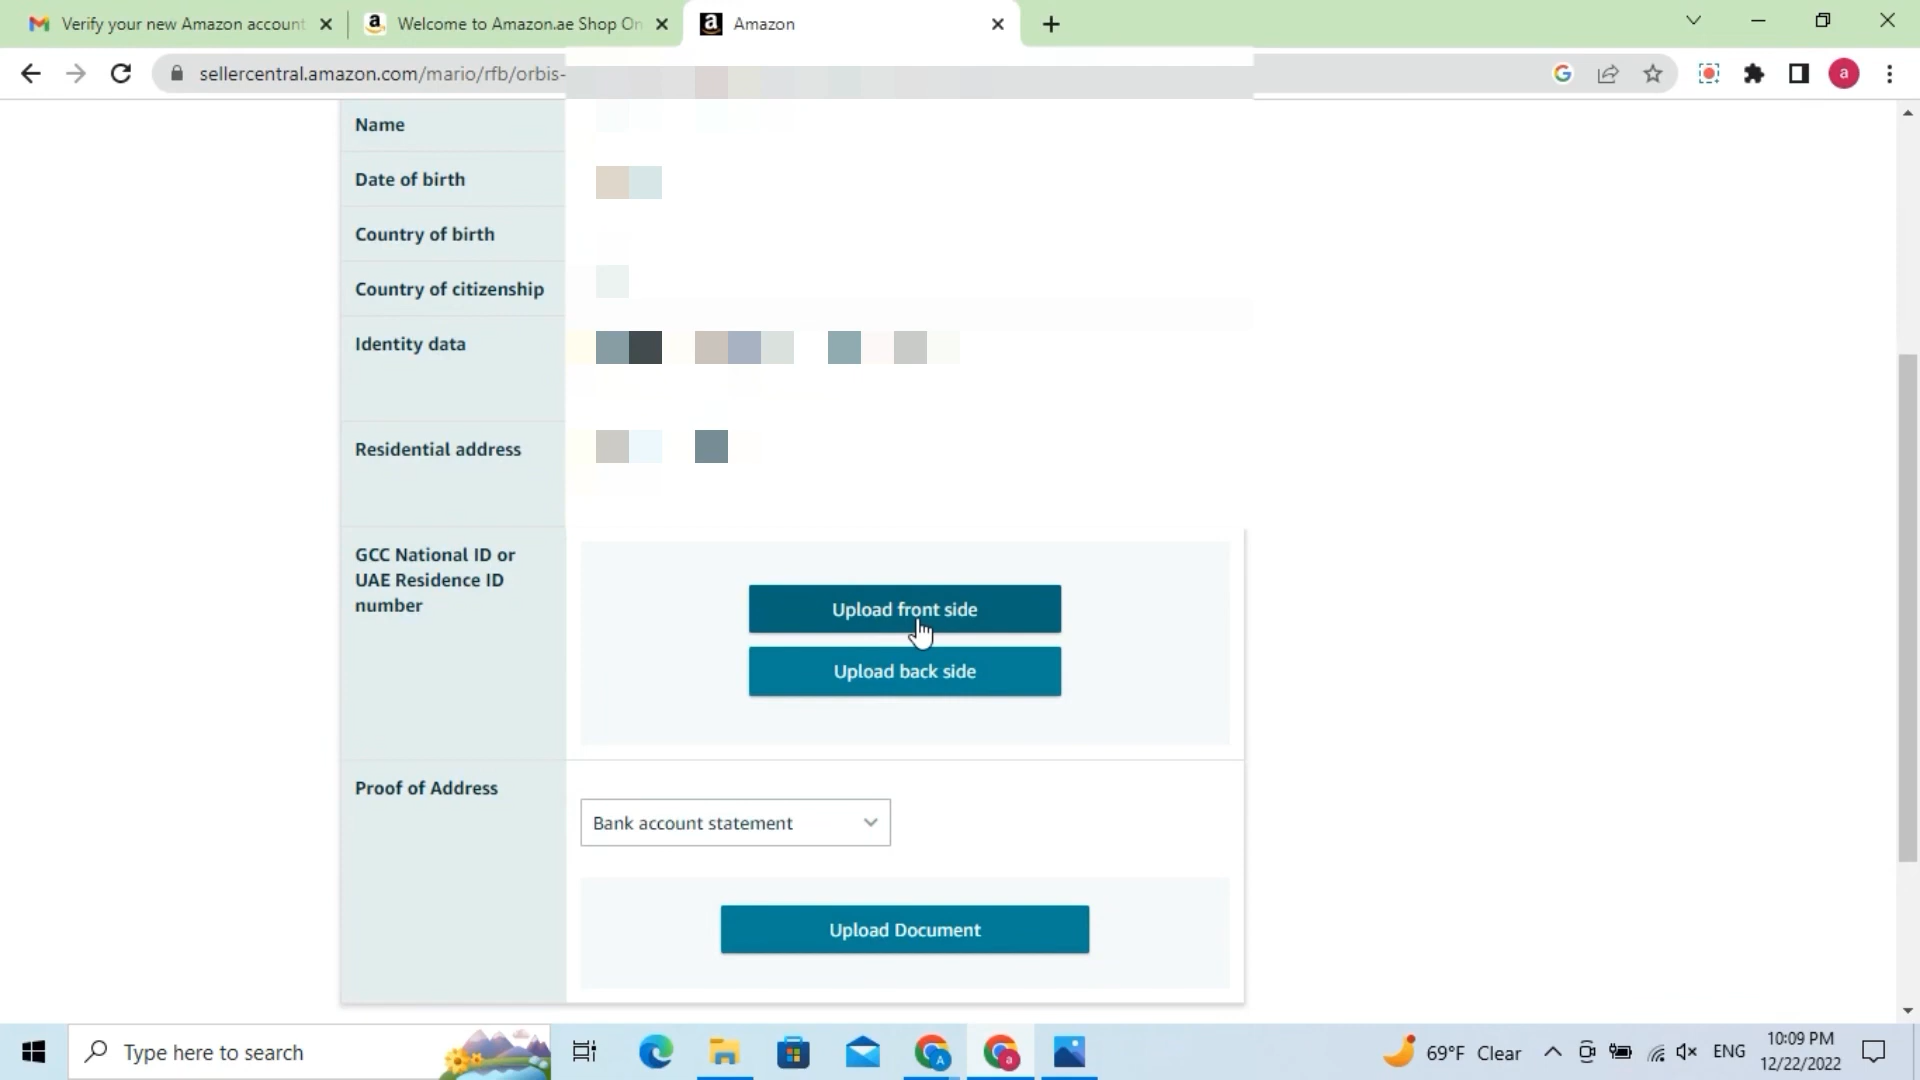 Verify your new Amazon account
Welcome to Amazon.ae Shop On
Amazon
sellercentral.amazon.com/mario/rfb/orbis-
a
Name
Date of birth
Country of birth
Country of citizenship
Identity data
Residential address
GCC National ID or
UAE Residence ID
number
Upload front side
Upload back side
Proof of Address
Bank account statement
Upload Document
Type here to search
69°F Clear
ENG
10:09 PM
12/22/2022